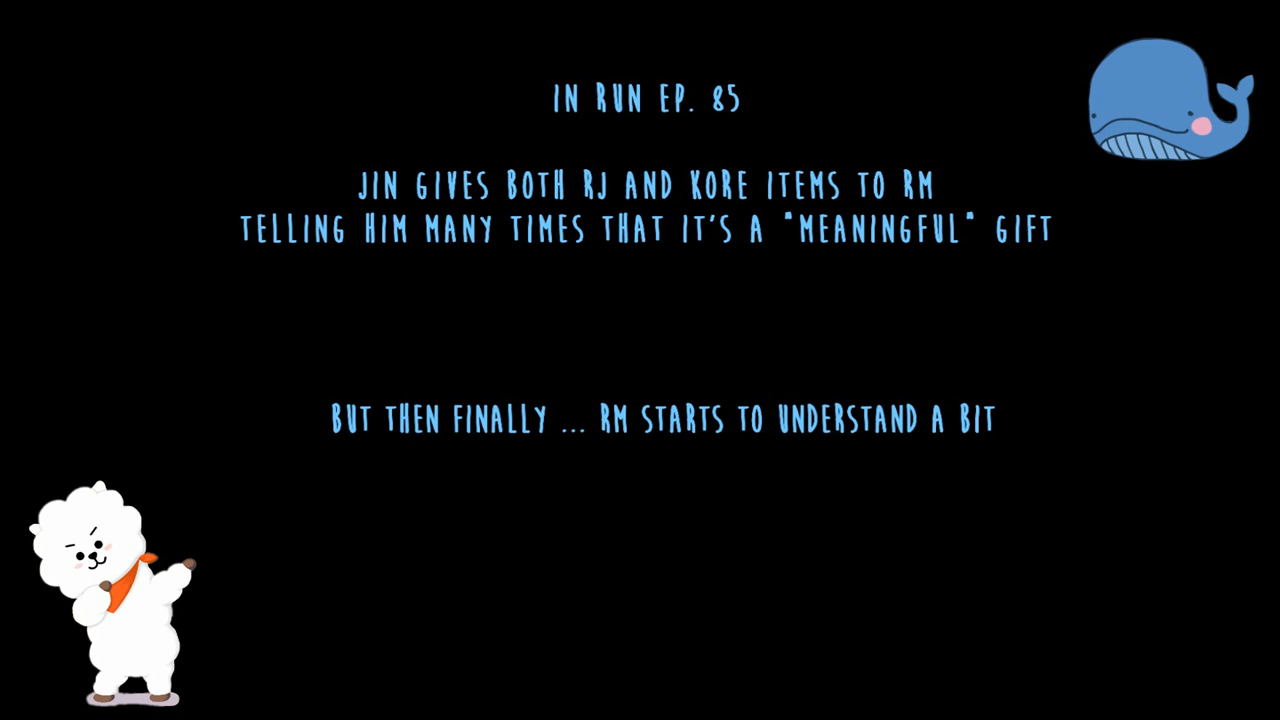 IN RUN EP. 85
JIN GIVES BOTH RJ AND KORE ITEMS TO RM
TELLING HIM MANY TIMES THAT IT'S A "MEANINGFUL" GIFT
BUT THEN FINALLY ... RM STARTS TO UNDERSTAND A BIT